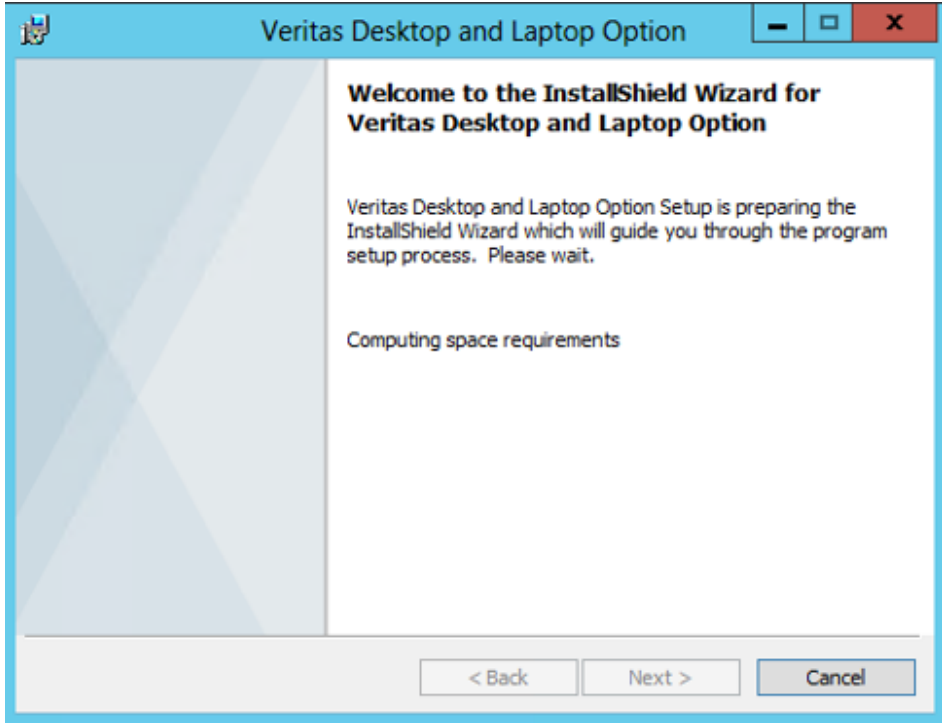 Veritas Desktop and Laptop Option
Welcome to the InstallShield Wizard for
Veritas Desktop and Laptop Option
Veritas Desktop and Laptop Option Setup is preparing the
InstallShield Wizard which will guide you through the program
setup process.  Please wait.
Computing space requirements
< Back
Next >
Cancel